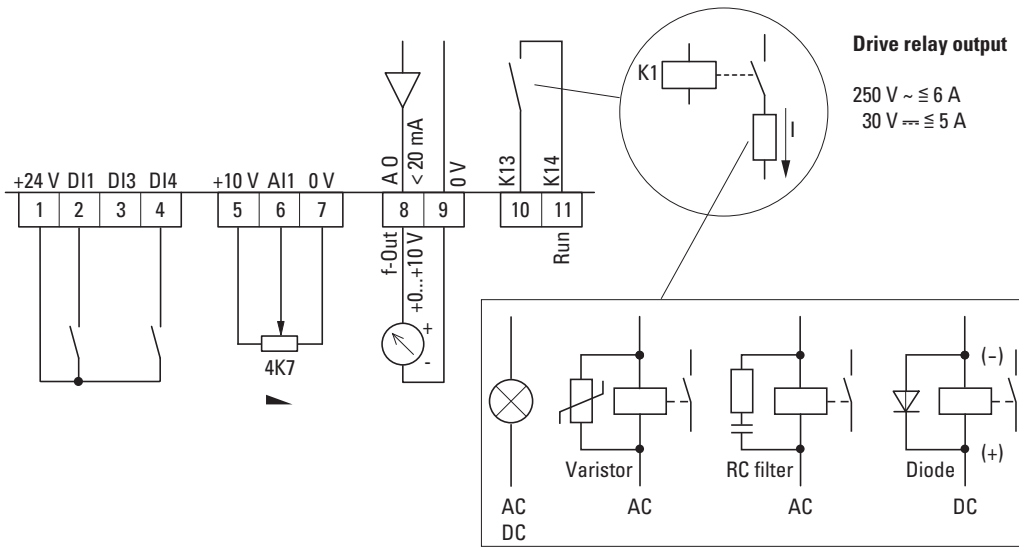 Drive relay output
250 V ~ ≦ 6 A
30 V ⎓ ≦ 5 A
K1
I
A O
< 20 mA
0 V
K13
K14
+24 V DI1 DI3 DI4
+10 V AI1 0 V
1 2 3 4
5 6 7
8 9
10 11
f-Out
+0...+10 V
Run
+
-
4K7
(–)
(+)
Varistor
RC filter
Diode
AC
DC
AC
AC
DC